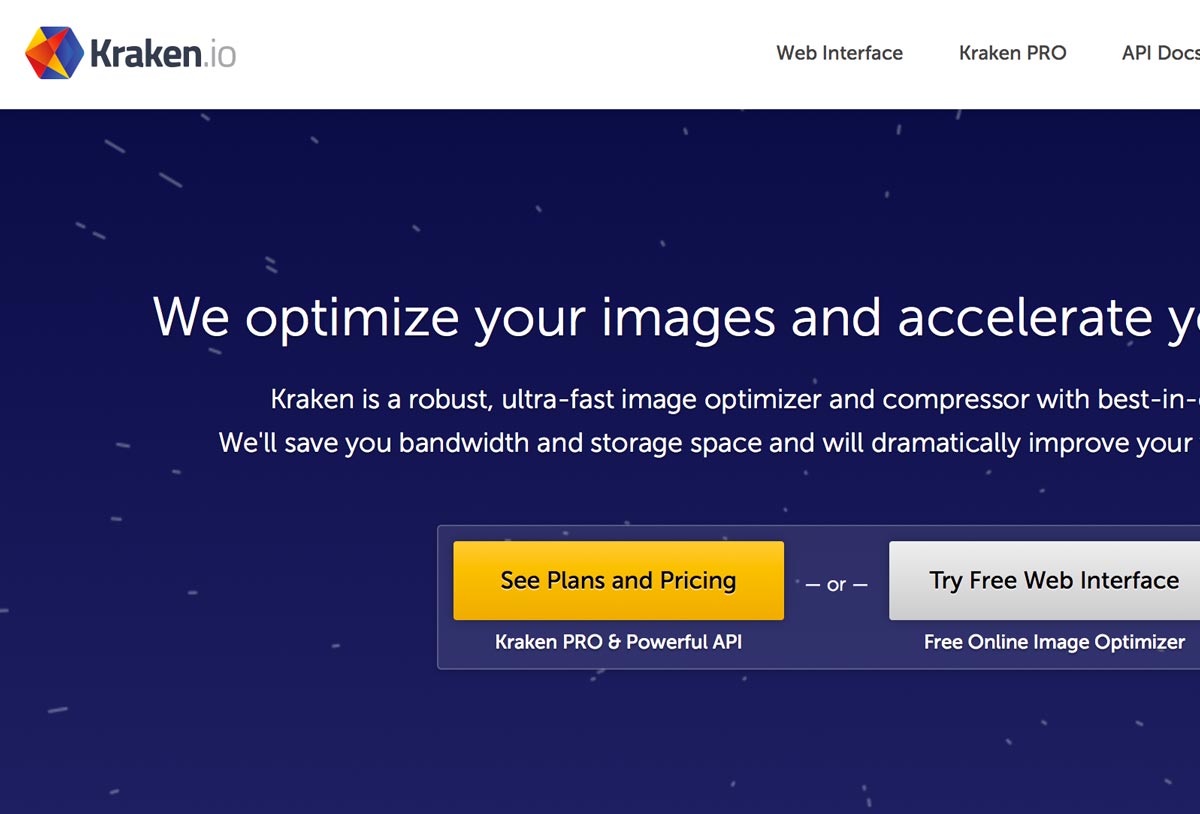 Kraken.io
Web Interface Kraken PRO API Docs
We optimize your images and accelerate
Kraken is a robust, ultra-fast image optimizer and compressor with best-in-
We'll save you bandwidth and storage space and will dramatically improve your
See Plans and Pricing — or — Try Free Web Interface
Kraken PRO & Powerful API Free Online Image Optimizer